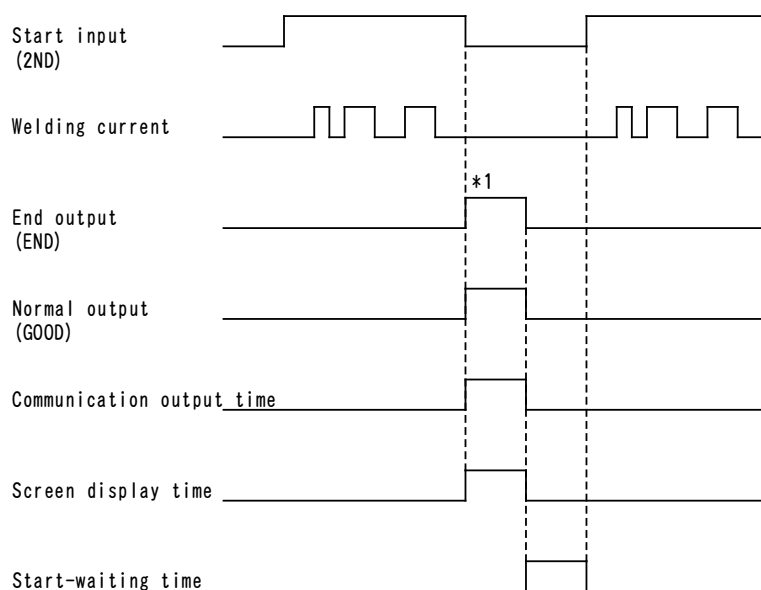 Start input
(2ND)
Welding current
*1
End output
(END)
Normal output
(GOOD)
Communication output time
Screen display time
Start-waiting time